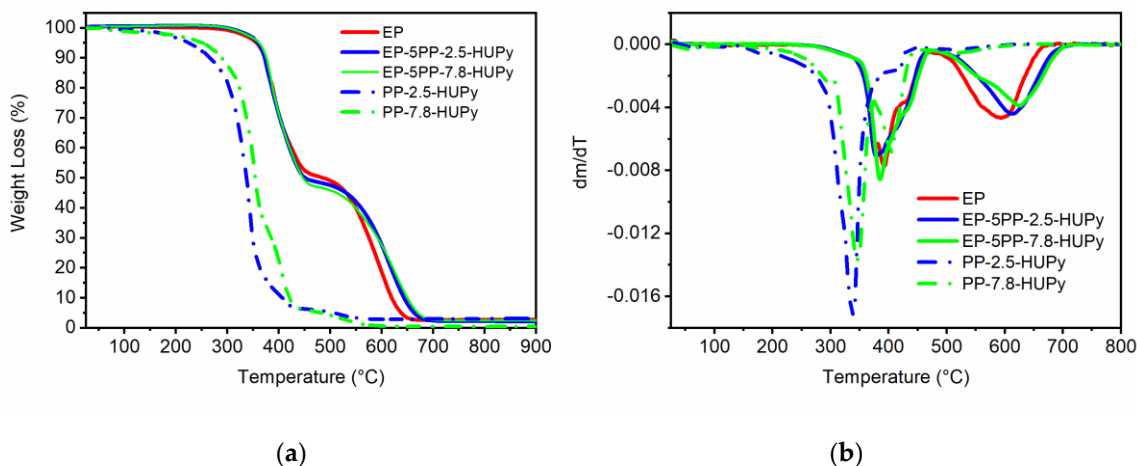 100
90
80
70
60
50
40
30
20
10
0
Weight Loss (%)
EP
EP-5PP-2.5-HUPy
EP-5PP-7.8-HUPy
PP-2.5-HUPy
PP-7.8-HUPy
100 200 300 400 500 600 700 800 900
Temperature (°C)
(a)
0.000
-0.004
-0.008
-0.012
-0.016
dm/dT
EP
EP-5PP-2.5-HUPy
EP-5PP-7.8-HUPy
PP-2.5-HUPy
PP-7.8-HUPy
100 200 300 400 500 600 700 800
Temperature (°C)
(b)